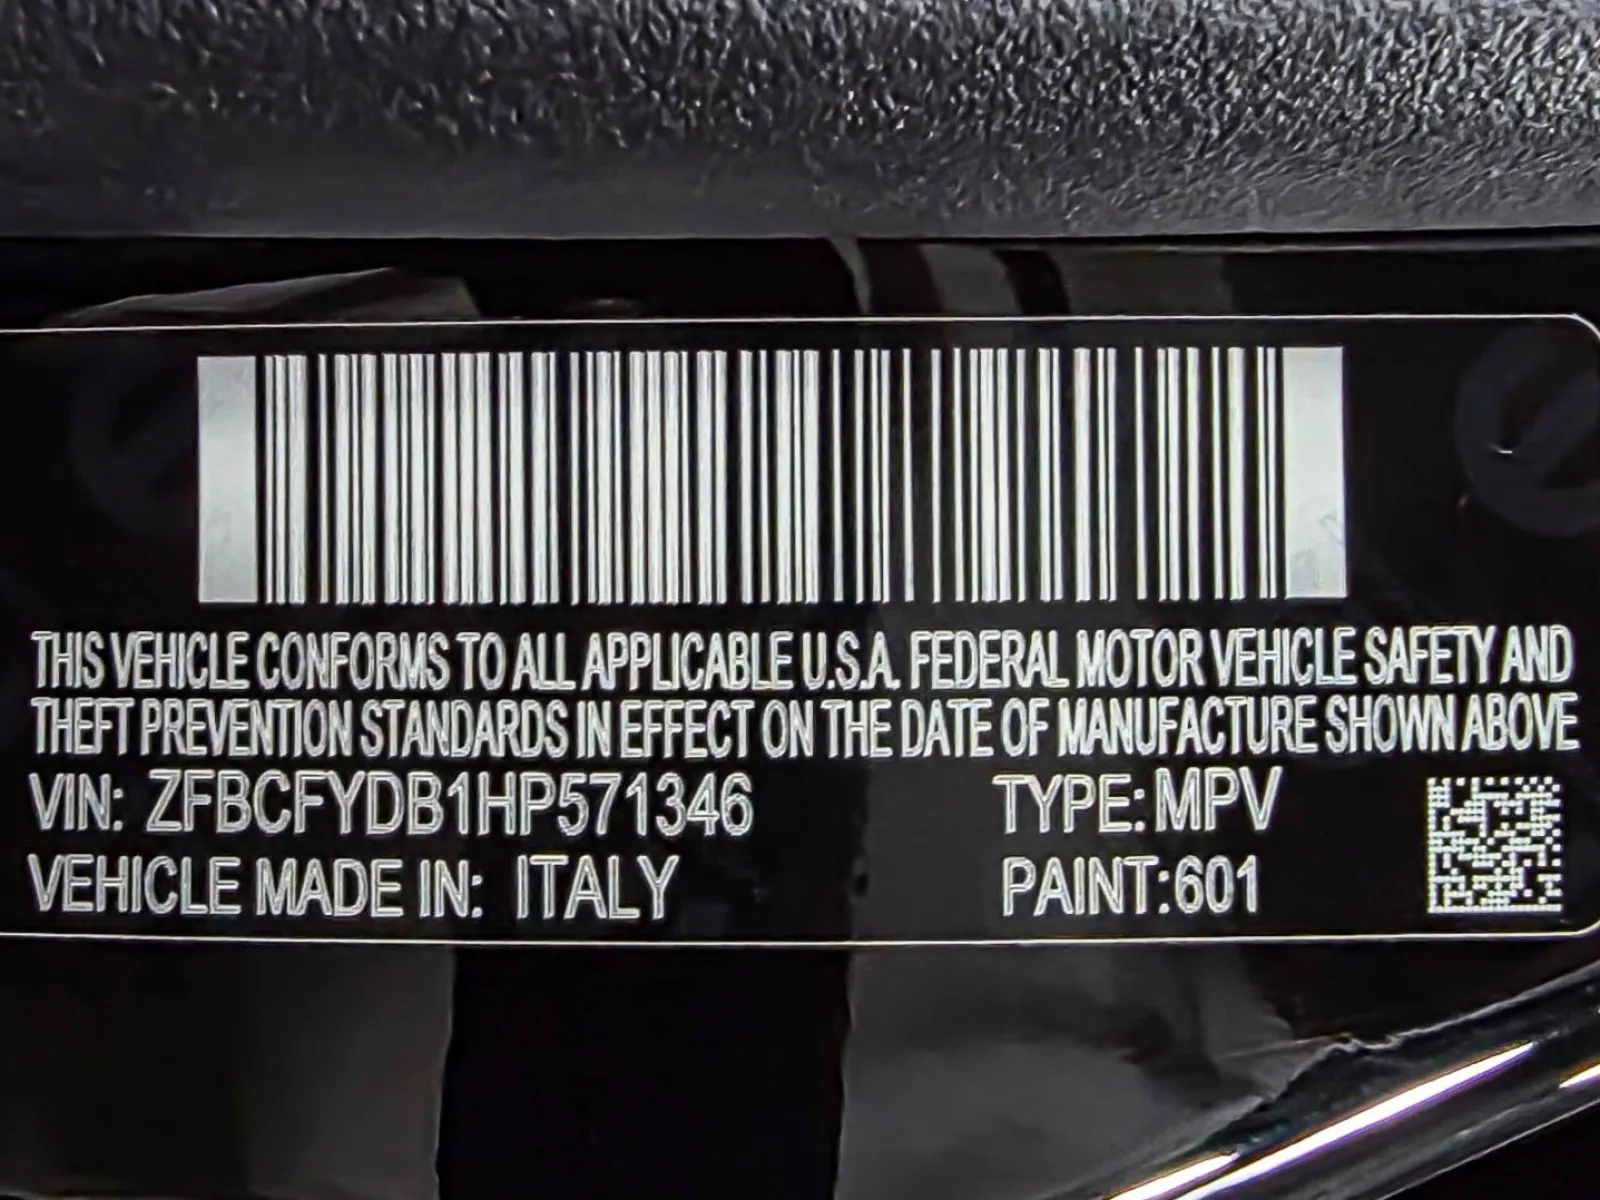 THIS VEHICLE CONFORMS TO ALL APPLICABLE U.S.A. FEDERAL MOTOR VEHICLE SAFETY AND
THEFT PREVENTION STANDARDS IN EFFECT ON THE DATE OF MANUFACTURE SHOWN ABOVE
VIN: ZFBCFYDB1HP571346 TYPE: MPV
VEHICLE MADE IN: ITALY PAINT:601